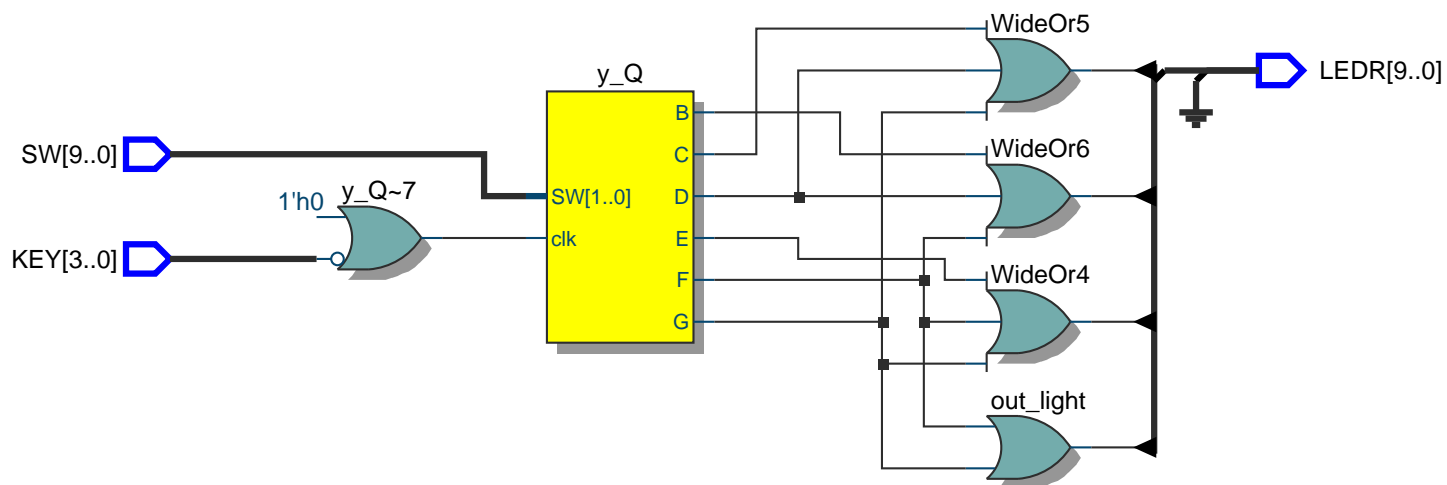 WideOr5
LEDR[9..0]
y_Q
B
SW[9..0]
C
WideOr6
y_Q~7
1'h0
SW[1..0]
D
KEY[3..0]
clk
E
F
WideOr4
G
out_light